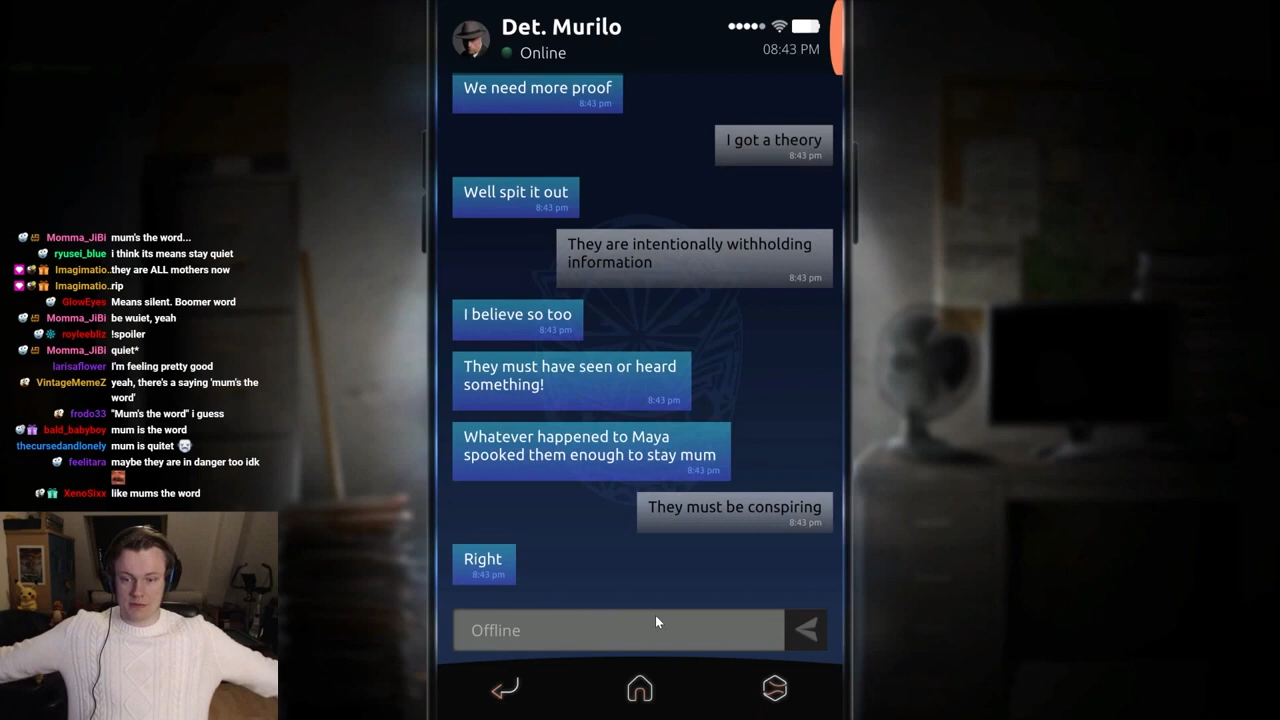 Det. Murilo
Online
08:43 PM
We need more proof
8:43 pm
I got a theory
8:43 pm
Well spit it out
8:43 pm
They are intentionally withholding
information
8:43 pm
I believe so too
8:43 pm
They must have seen or heard
something!
8:43 pm
Whatever happened to Maya
spooked them enough to stay mum
8:43 pm
They must be conspiring
8:43 pm
Right
8:43 pm
Offline
Momma_JiBi mum's the word...
ryusei_blue i think its means stay quiet
Imaginatio.. they are ALL mothers now
Imaginatio.. rip
GlowEyes Means silent. Boomer word
Momma_JiBi be wuiet, yeah
royleebliz !spoiler
Momma_JiBi quiet*
larisaflower I'm feeling pretty good
VintageMemeZ yeah, there's a saying 'mum's the
word'
frodo33 "Mum's the word" i guess
bald_babyboy mum is the word
thecursedandlonely mum is quitet
feelitara maybe they are in danger too idk
XenoSixx like mums the word